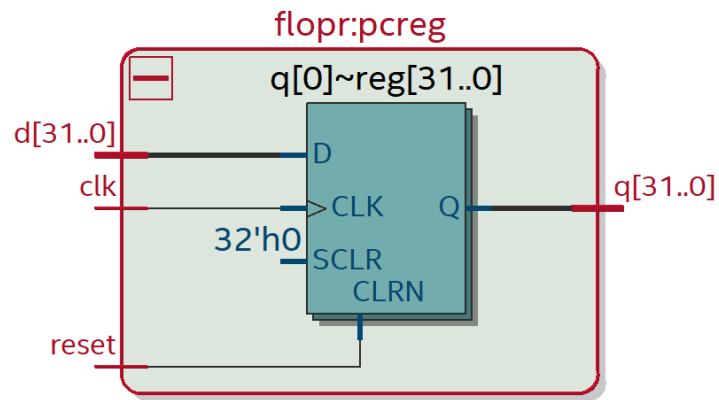 flopr:pcreg
q[0]~reg[31..0]
d[31..0]
D
clk
CLK
Q
q[31..0]
32'h0
SCLR
CLRN
reset